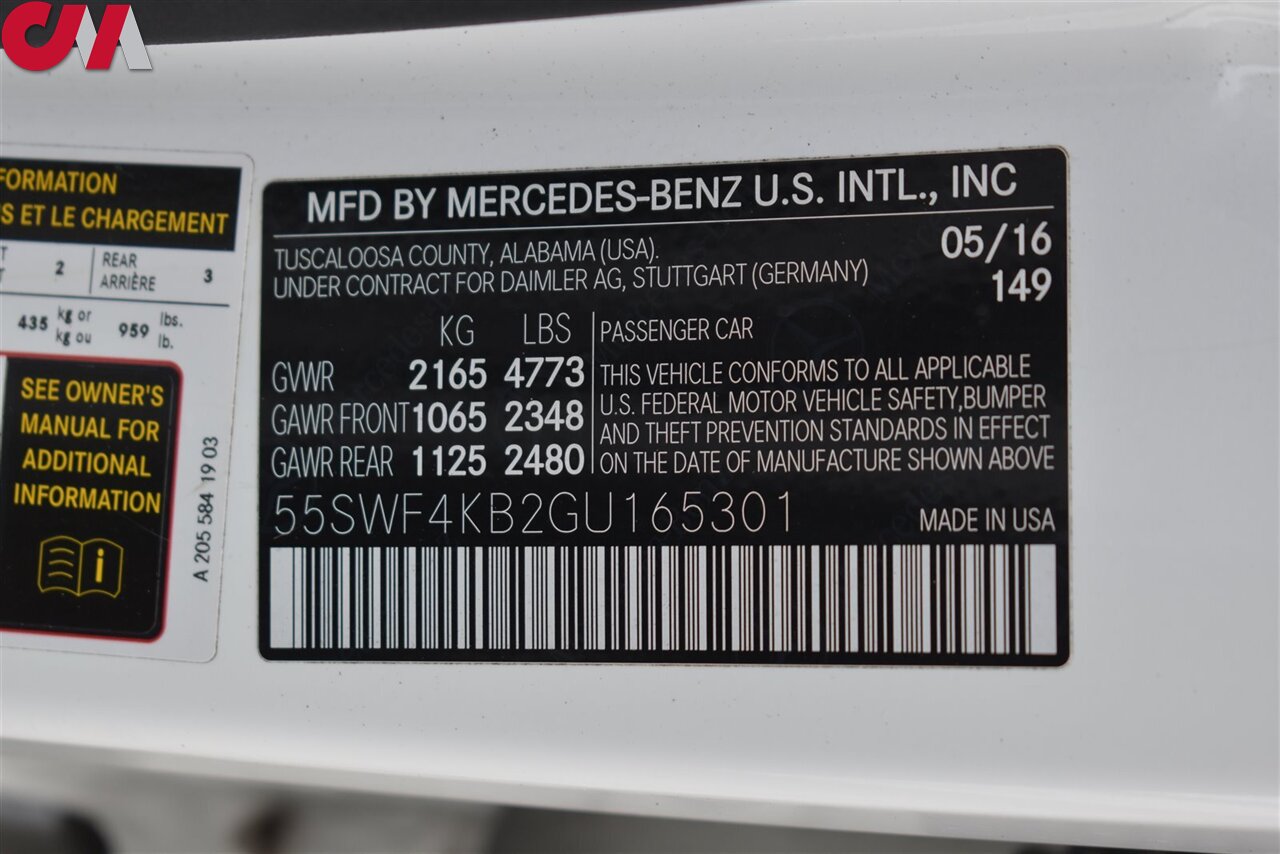 CMA
FORMATION
S ET LE CHARGEMENT
2 REAR ARRIÈRE 3
435 kg or kg ou 959 lbs. lb.
SEE OWNER'S
MANUAL FOR
ADDITIONAL
INFORMATION
i
A 205 584 19 03
MFD BY MERCEDES-BENZ U.S. INTL., INC
TUSCALOOSA COUNTY, ALABAMA (USA). 05/16
UNDER CONTRACT FOR DAIMLER AG, STUTTGART (GERMANY) 149
KG LBS
GVWR 2165 4773
GAWR FRONT 1065 2348
GAWR REAR 1125 2480
PASSENGER CAR
THIS VEHICLE CONFORMS TO ALL APPLICABLE
U.S. FEDERAL MOTOR VEHICLE SAFETY,BUMPER
AND THEFT PREVENTION STANDARDS IN EFFECT
ON THE DATE OF MANUFACTURE SHOWN ABOVE
55SWF4KB2GU165301 MADE IN USA